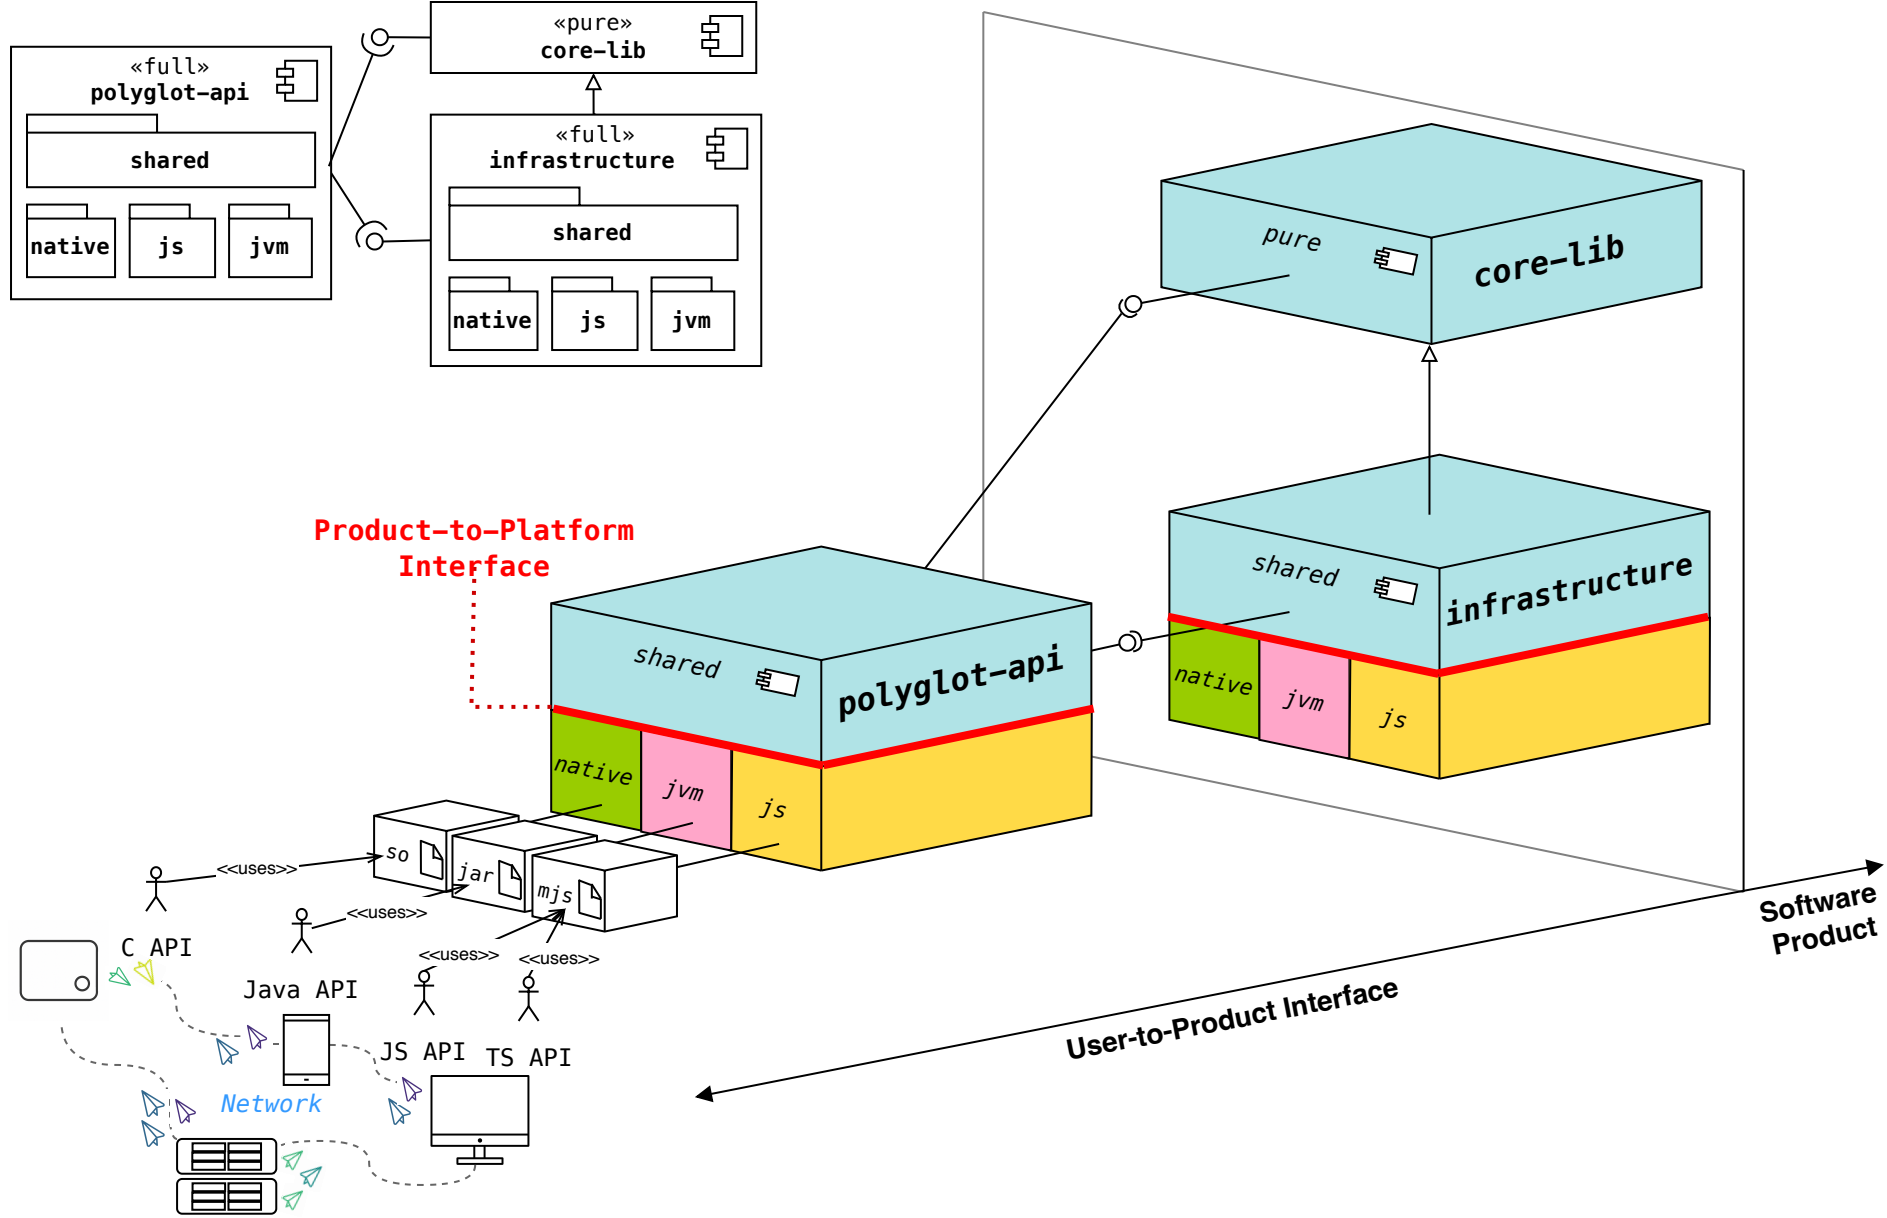 «pure»
core-lib
«full»
polyglot-api
shared
native
js
jvm
«full»
infrastructure
shared
native
js
jvm
pure
core-lib
Product-to-Platform
Interface
shared
infrastructure
native
jvm
js
shared
polyglot-api
native
jvm
js
so
jar
mjs
<<uses>>
<<uses>>
<<uses>>
<<uses>>
C API
Java API
JS API
TS API
Network
User-to-Product Interface
Software
Product